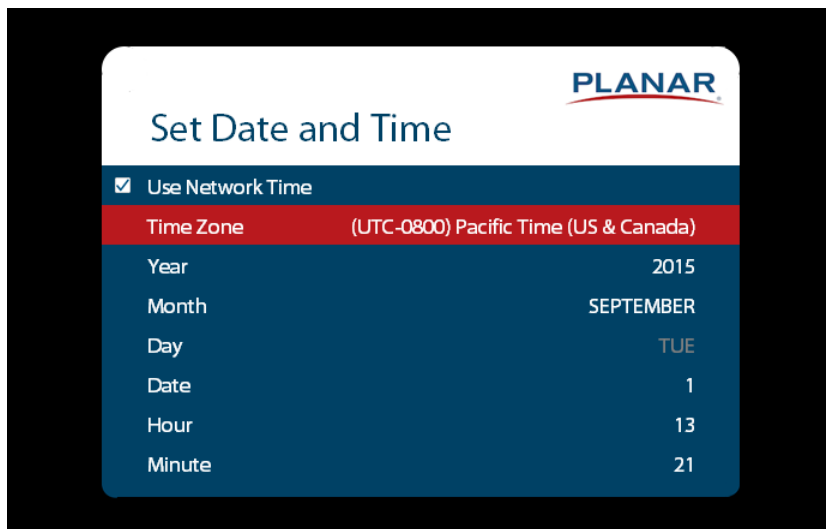 PLANAR
Set Date and Time
Use Network Time
Time Zone (UTC-0800) Pacific Time (US & Canada)
Year 2015
Month SEPTEMBER
Day TUE
Date 1
Hour 13
Minute 21